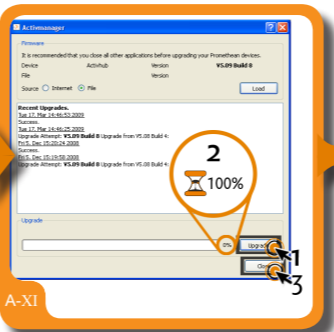 Activmanager
Firmware
It is recommended that you close all other applications before upgrading your Promethean devices.
Device Activhub Version V5.09 Build 8
File Version
Source Internet File Load
Recent Upgrades.
Tue 17. Mar 14:46:53 2009
Success.
Tue 17. Mar 14:46:25 2009
Upgrade Attempt: V5.09 Build 8 Upgrade from V5.08 Build 4:
Fri 5. Dec 15:20:24 2008
Success.
Fri 5. Dec 15:19:50 2008
Upgrade Attempt: V5.09 Build 8 Upgrade from V5.08 Build 4:
2
100%
Upgrade
0% Upgrade
1
Close
3
A-XI